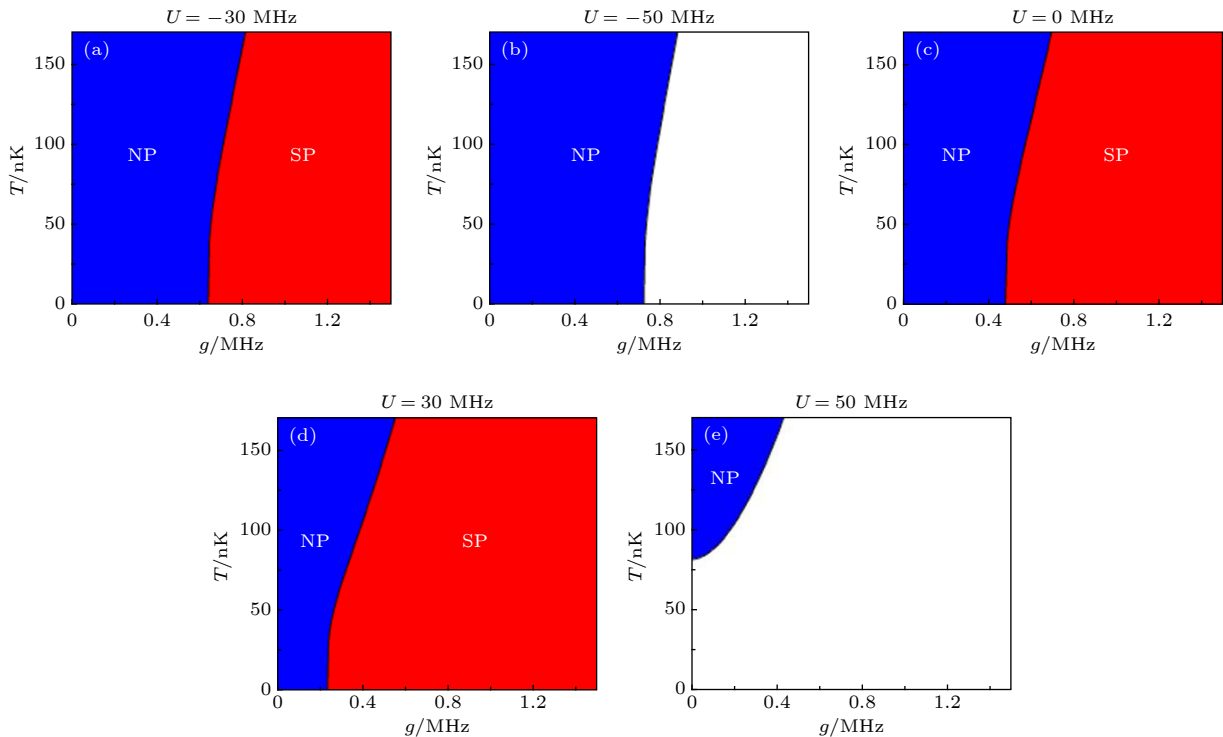 U = −30 MHz
(a)
NP
SP
T/nK
150
100
50
0
0 0.4 0.8 1.2
g/MHz
U = −50 MHz
(b)
NP
T/nK
150
100
50
0
0 0.4 0.8 1.2
g/MHz
U = 0 MHz
(c)
NP
SP
T/nK
150
100
50
0
0 0.4 0.8 1.2
g/MHz
U = 30 MHz
(d)
NP
SP
T/nK
150
100
50
0
0 0.4 0.8 1.2
g/MHz
U = 50 MHz
(e)
NP
T/nK
150
100
50
0
0 0.4 0.8 1.2
g/MHz